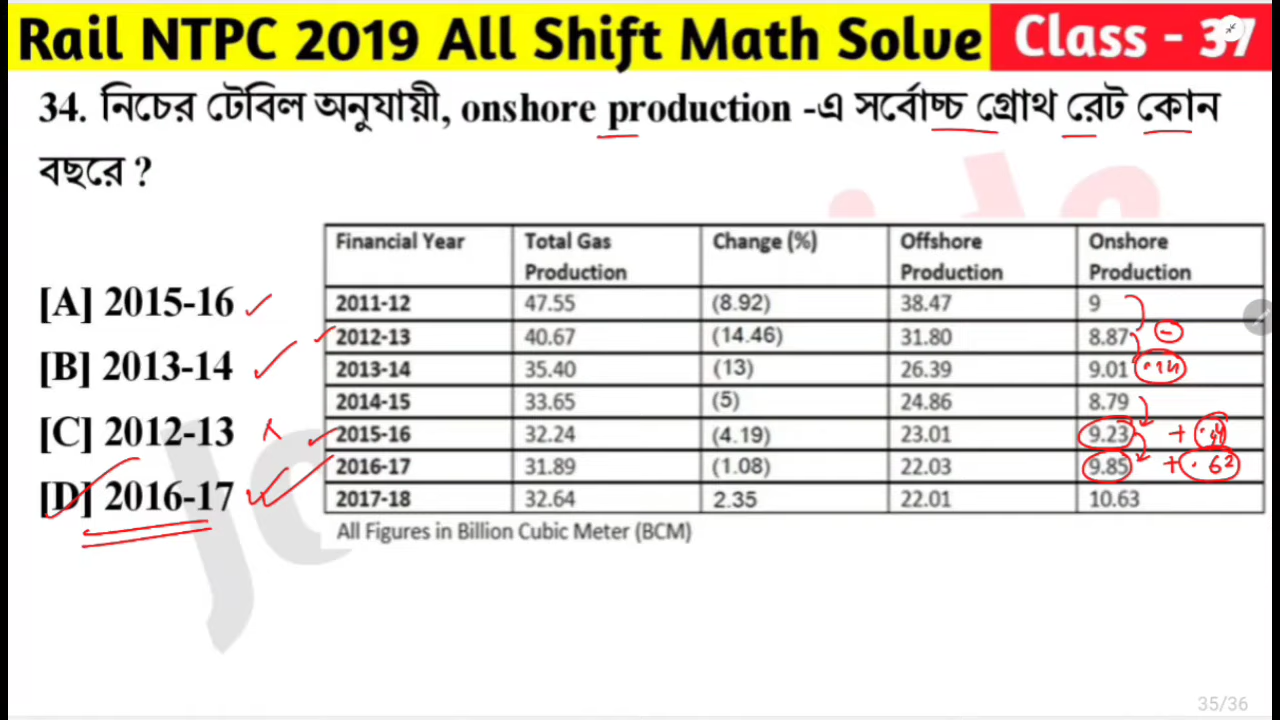 Rail NTPC 2019 All Shift Math Solve Class - 37
34. নিচের টেবিল অনুযায়ী, onshore production -এ সর্বোচ্চ গ্রোথ রেট কোন
বছরে ?
[A] 2015-16
[B] 2013-14
[C] 2012-13
[D] 2016-17
Financial Year Total Gas Production Change (%) Offshore Production Onshore Production
2011-12 47.55 (8.92) 38.47 9
2012-13 40.67 (14.46) 31.80 8.87 -
2013-14 35.40 (13) 26.39 9.01 .14
2014-15 33.65 (5) 24.86 8.79
2015-16 32.24 (4.19) 23.01 9.23 + .44
2016-17 31.89 (1.08) 22.03 9.85 + .62
2017-18 32.64 2.35 22.01 10.63
All Figures in Billion Cubic Meter (BCM)
35/36